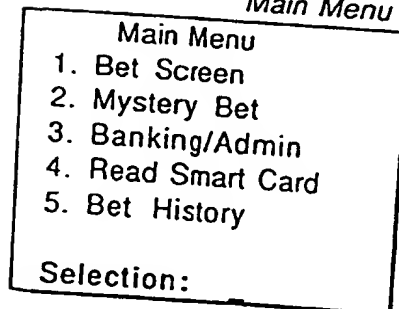 Main Menu
Main Menu
1. Bet Screen
2. Mystery Bet
3. Banking/Admin
4. Read Smart Card
5. Bet History
Selection: